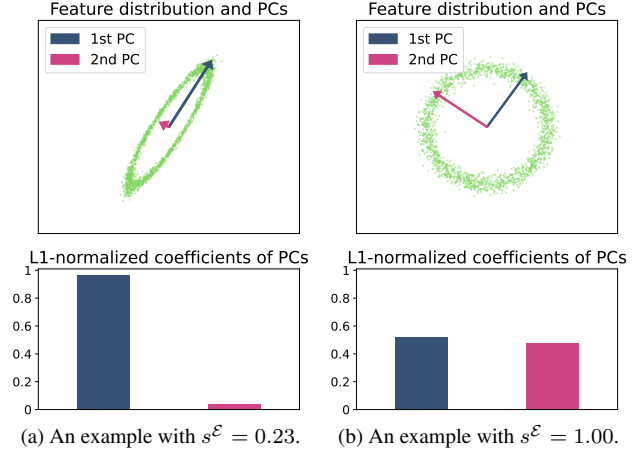 Feature distribution and PCs
1st PC
2nd PC
L1-normalized coefficients of PCs
1
0.8
0.6
0.4
0.2
0
(a) An example with s^ℰ = 0.23.
Feature distribution and PCs
1st PC
2nd PC
L1-normalized coefficients of PCs
1
0.8
0.6
0.4
0.2
0
(b) An example with s^ℰ = 1.00.